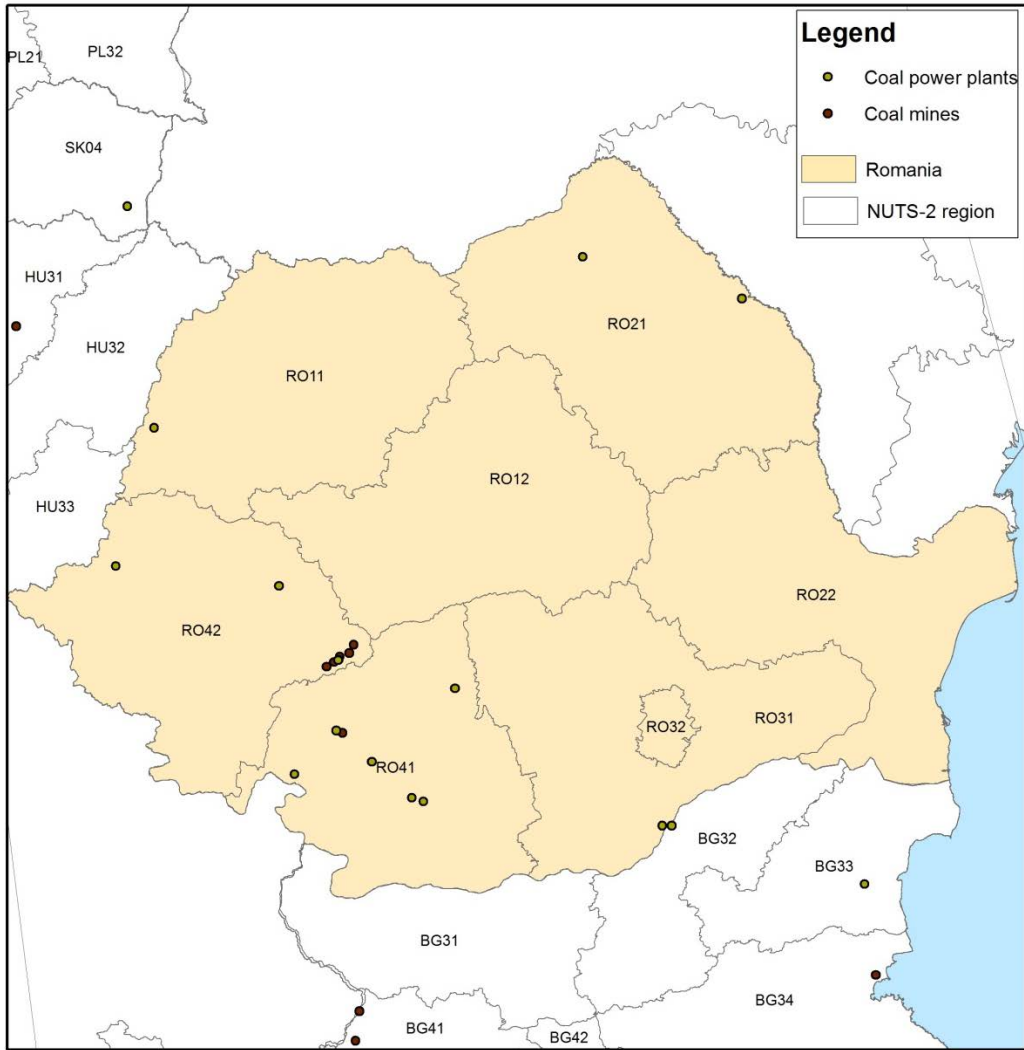 PL21
PL32
SK04
HU31
HU32
HU33
Legend
Coal power plants
Coal mines
Romania
NUTS-2 region
RO21
RO11
RO12
RO22
RO42
RO31
RO32
RO41
BG32
BG33
BG31
BG34
BG41
BG42